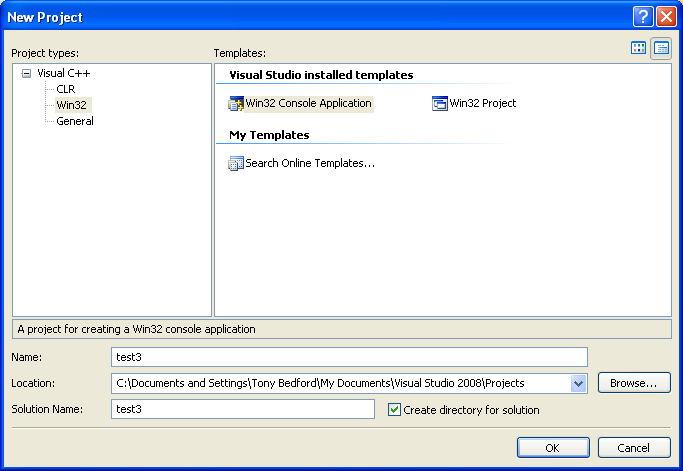 New Project
Project types:
Templates:
Visual C++
CLR
Win32
General
Visual Studio installed templates
Win32 Console Application
Win32 Project
My Templates
Search Online Templates...
A project for creating a Win32 console application
Name:
test3
Location:
C:\Documents and Settings\Tony Bedford\My Documents\Visual Studio 2008\Projects
Browse...
Solution Name:
test3
Create directory for solution
OK
Cancel